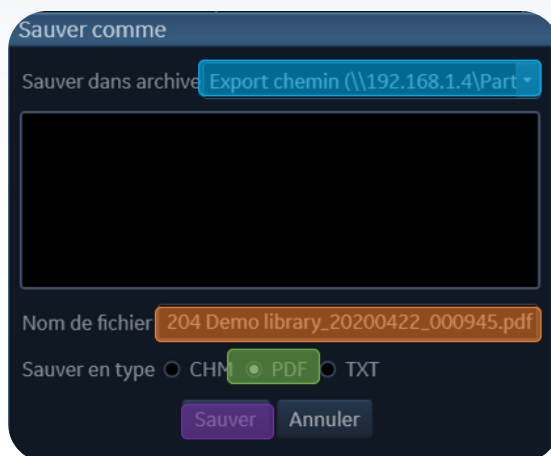 Sauver comme
Sauver dans archive Export chemin (\\192.168.1.4\Part
Nom de fichier 204 Demo library_20200422_000945.pdf
Sauver en type CHM PDF TXT
Sauver Annuler